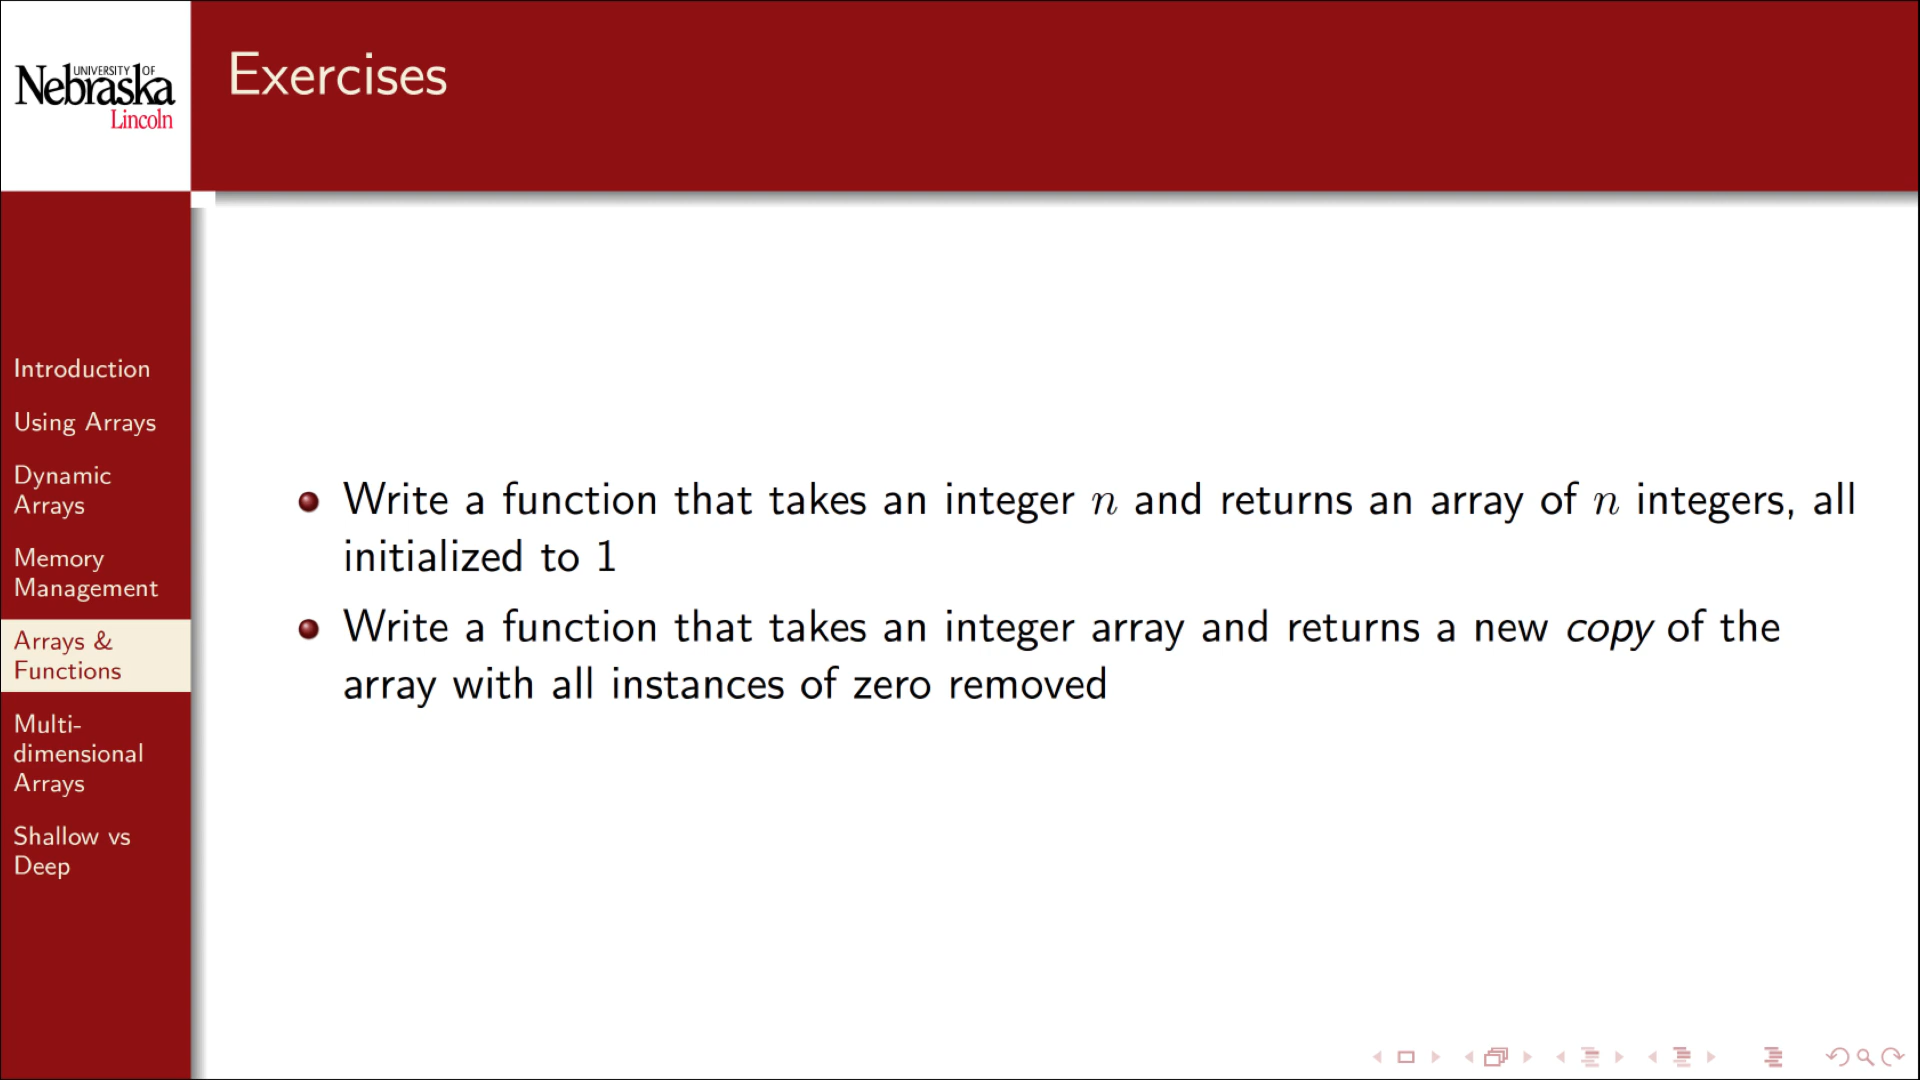 UNIVERSITY OF
Nebraska
Lincoln
Exercises
Introduction
Using Arrays
Dynamic
Arrays
Memory
Management
Arrays &
Functions
Multi-
dimensional
Arrays
Shallow vs
Deep
Write a function that takes an integer n and returns an array of n integers, all
initialized to 1
Write a function that takes an integer array and returns a new copy of the
array with all instances of zero removed